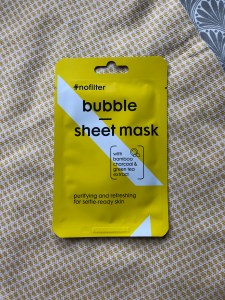 #nofilter
bubble
sheet mask
with
bamboo
charcoal &
green tea
extract
purifying and refreshing
for selfie-ready skin